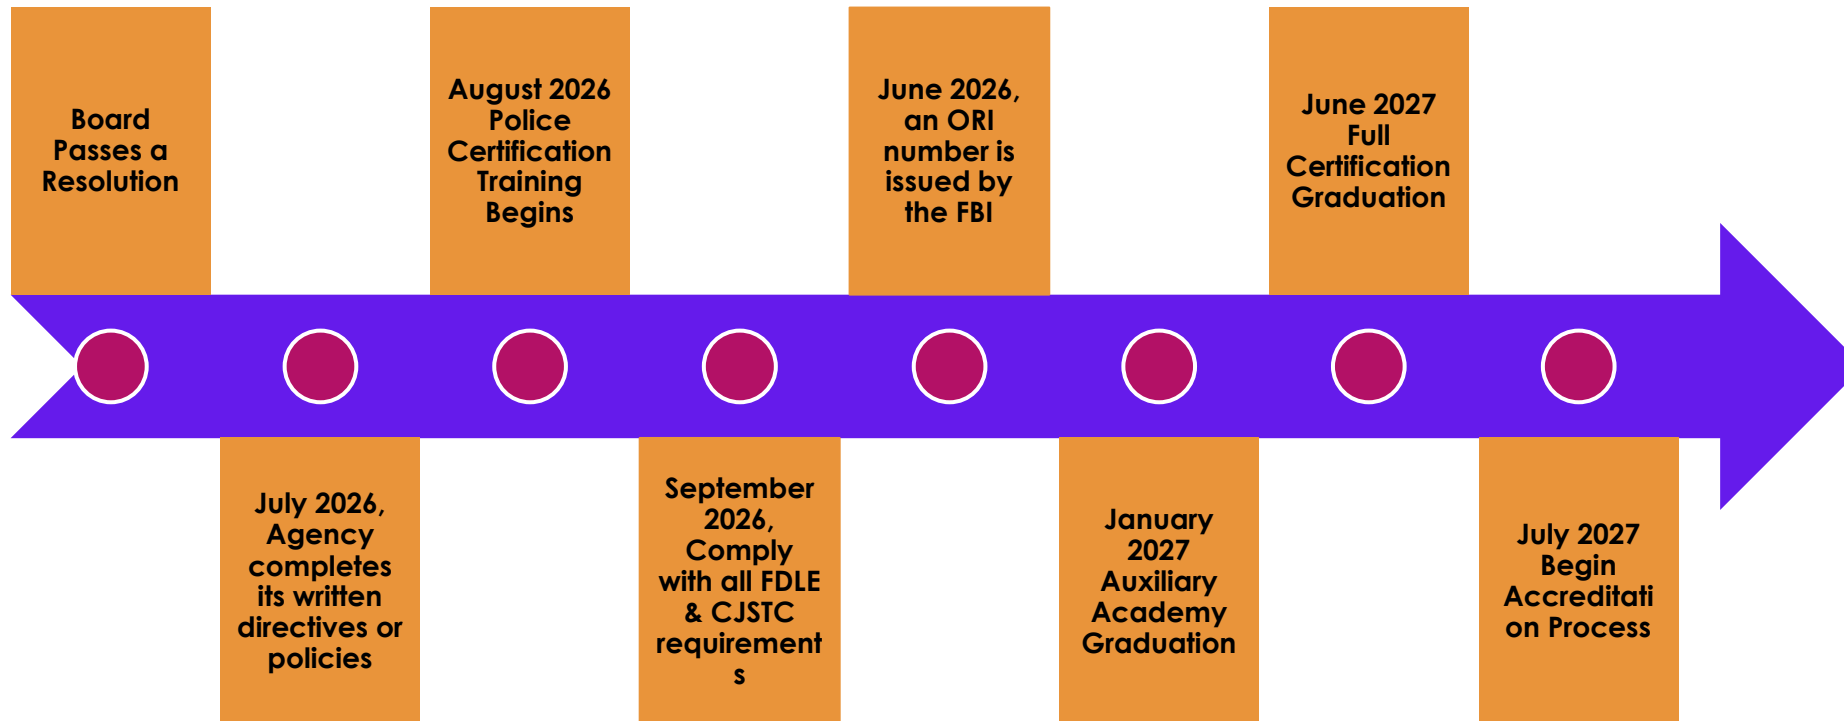 Board
Passes a
Resolution
July 2026,
Agency
completes
its written
directives or
policies
August 2026
Police
Certification
Training
Begins
September
2026,
Comply
with all FDLE
& CJSTC
requirement
s
June 2026,
an ORI
number is
issued by
the FBI
January
2027
Auxiliary
Academy
Graduation
June 2027
Full
Certification
Graduation
July 2027
Begin
Accreditati
on Process